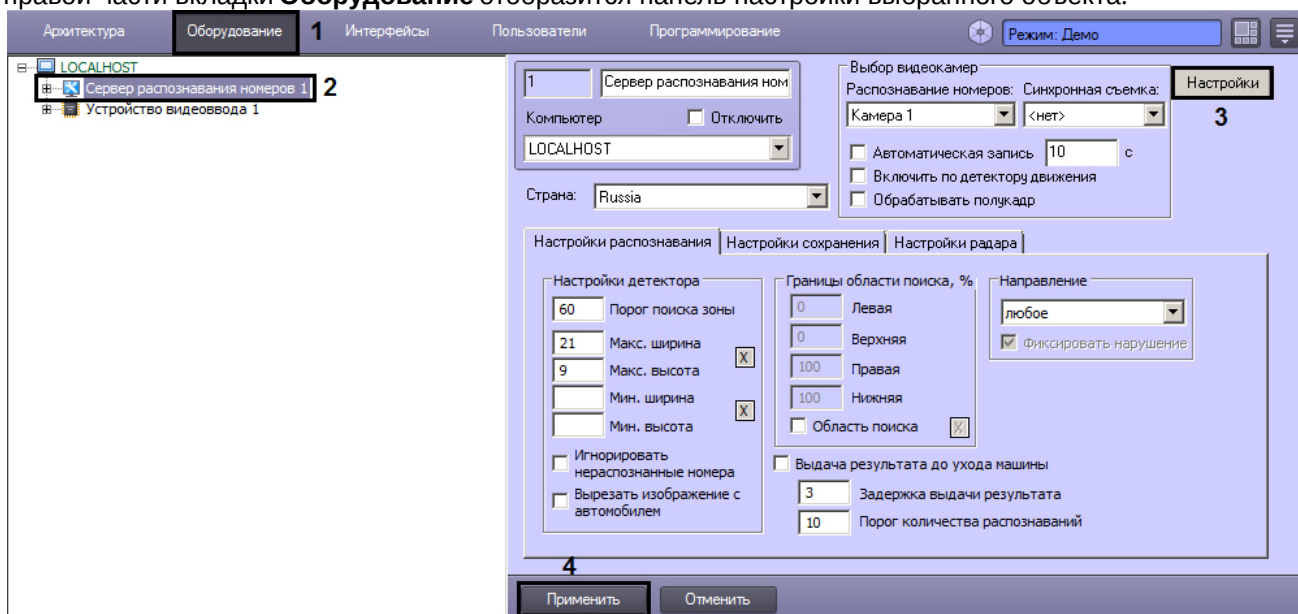 правой части вкладки Оборудование отобразится панель настройки выбранного объекта.
Архитектура Оборудование 1 Интерфейсы Пользователи Программирование Режим: Демо
LOCALHOST
Сервер распознавания номеров 1 2
Устройство видеоввода 1
1 Сервер распознавания ном
Компьютер Отключить
LOCALHOST
Страна: Russia
Выбор видеокамер
Распознавание номеров: Синхронная съемка:
Камера 1 <нет>
Автоматическая запись 10 с
Включить по детектору движения
Обрабатывать полукадр
Настройки
3
Настройки распознавания Настройки сохранения Настройки радара
Настройки детектора
60 Порог поиска зоны
21 Макс. ширина
X
9 Макс. высота
Мин. ширина
X
Мин. высота
Игнорировать
нераспознанные номера
Вырезать изображение с
автомобилем
Границы области поиска, %
0 Левая
0 Верхняя
100 Правая
100 Нижняя
Область поиска X
Направление
любое
Фиксировать нарушение
Выдача результата до ухода машины
3 Задержка выдачи результата
10 Порог количества распознаваний
4
Применить Отменить